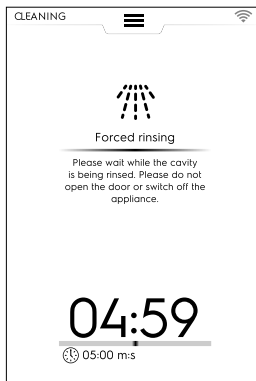 CLEANING
Forced rinsing
Please wait while the cavity
is being rinsed. Please do not
open the door or switch off the
appliance.
04:59
05:00 m:s